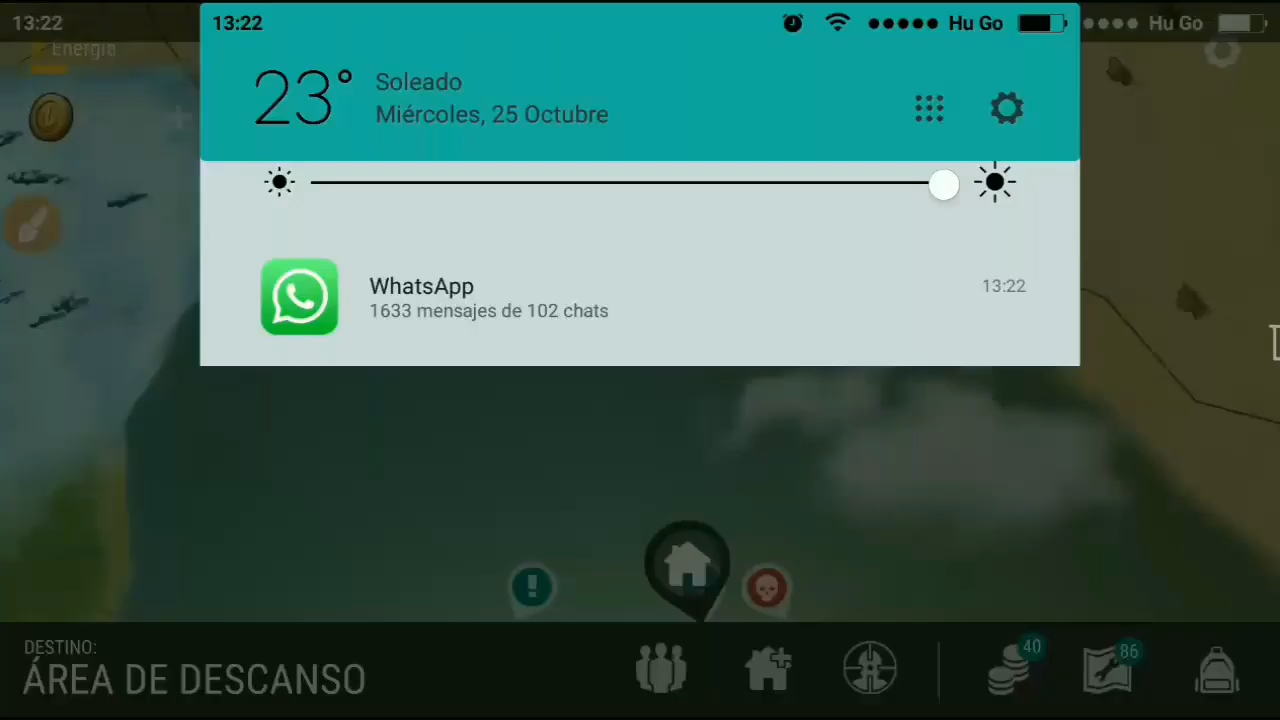 13:22
13:22
Hu Go
Hu Go
Energía
23°
Soleado
Miércoles, 25 Octubre
WhatsApp
13:22
1633 mensajes de 102 chats
DESTINO:
ÁREA DE DESCANSO
40
86